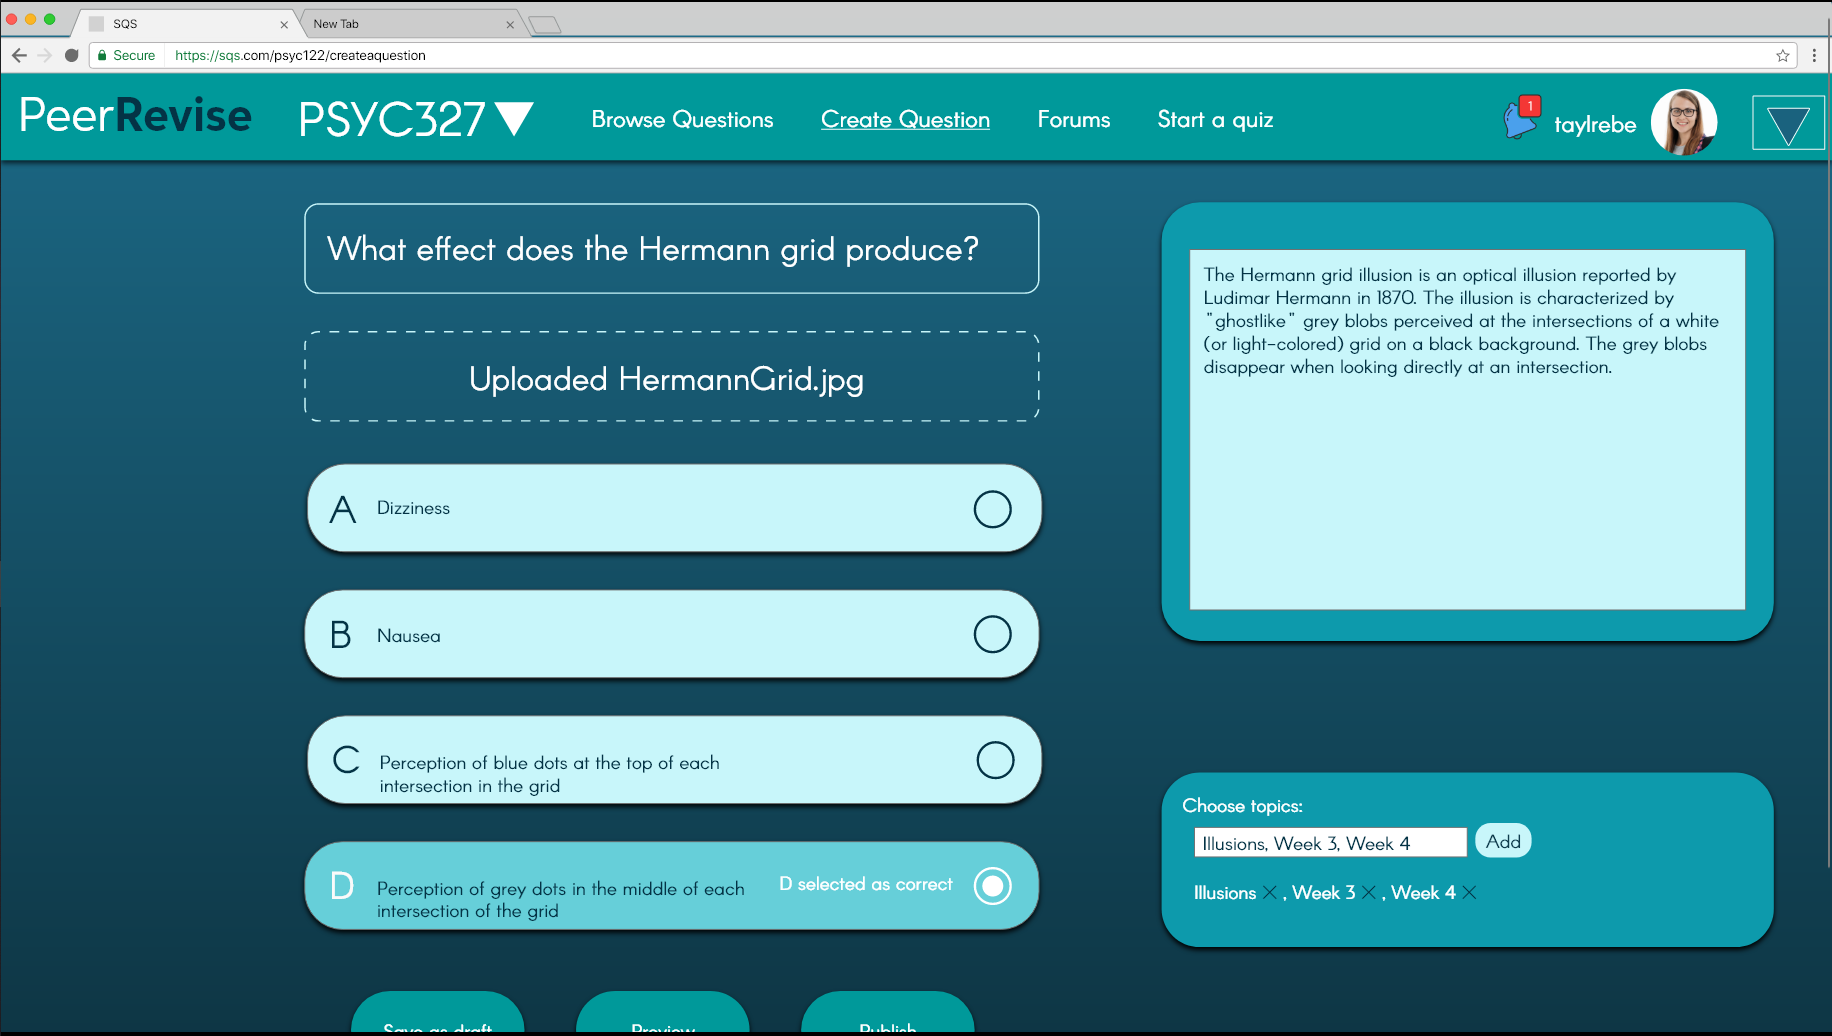 SQS
New Tab
Secure
https://sqs.com/psyc122/createaquestion
PeerRevise
PSYC327
Browse Questions
Create Question
Forums
Start a quiz
1
taylrebe
What effect does the Hermann grid produce?
Uploaded HermannGrid.jpg
A
Dizziness
B
Nausea
C
Perception of blue dots at the top of each
intersection in the grid
D
Perception of grey dots in the middle of each
intersection of the grid
D selected as correct
Save as draft
Preview
Publish
The Hermann grid illusion is an optical illusion reported by
Ludimar Hermann in 1870. The illusion is characterized by
"ghostlike" grey blobs perceived at the intersections of a white
(or light-colored) grid on a black background. The grey blobs
disappear when looking directly at an intersection.
Choose topics:
Illusions, Week 3, Week 4
Add
Illusions X , Week 3 X , Week 4 X